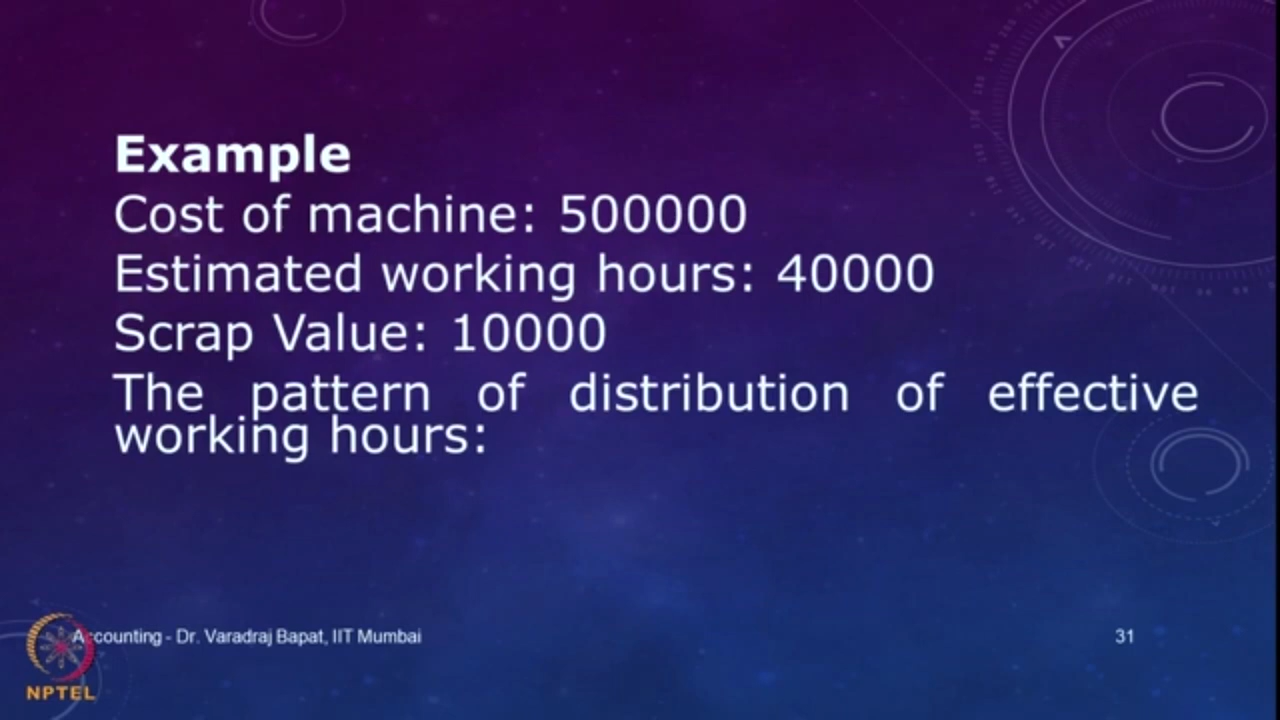 Example
Cost of machine: 500000
Estimated working hours: 40000
Scrap Value: 10000
The pattern of distribution of effective
working hours:
Accounting - Dr. Varadraj Bapat, IIT Mumbai
31
NPTEL